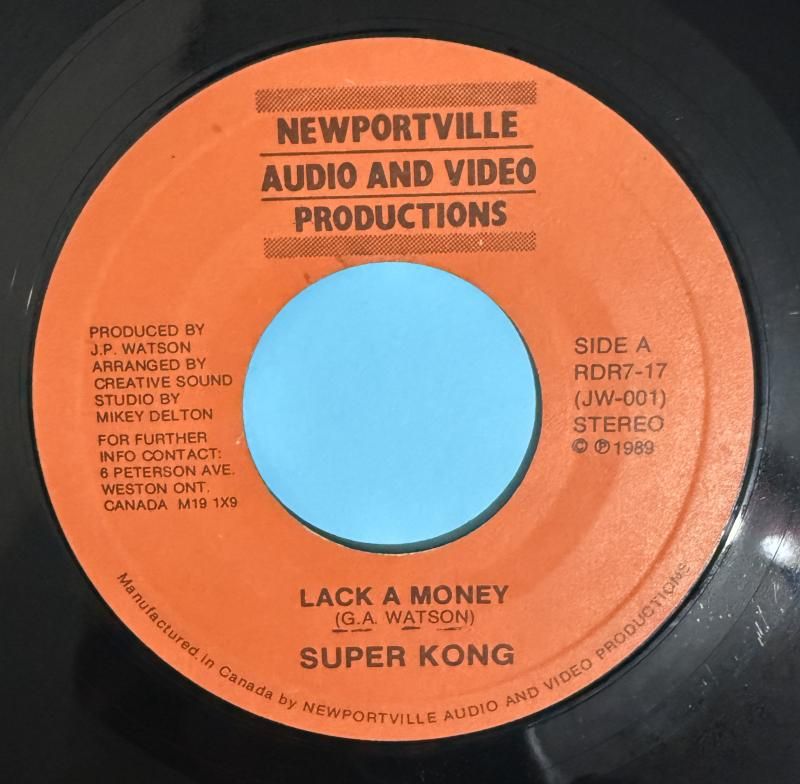 NEWPORTVILLE
AUDIO AND VIDEO
PRODUCTIONS
PRODUCED BY
J.P. WATSON
ARRANGED BY
CREATIVE SOUND
STUDIO BY
MIKEY DELTON
FOR FURTHER
INFO CONTACT:
6 PETERSON AVE.
WESTON ONT.
CANADA M19 1X9
SIDE A
RDR7-17
(JW-001)
STEREO
© ℗ 1989
LACK A MONEY
(G.A. WATSON)
SUPER KONG
Manufactured in Canada by NEWPORTVILLE AUDIO AND VIDEO PRODUCTIONS